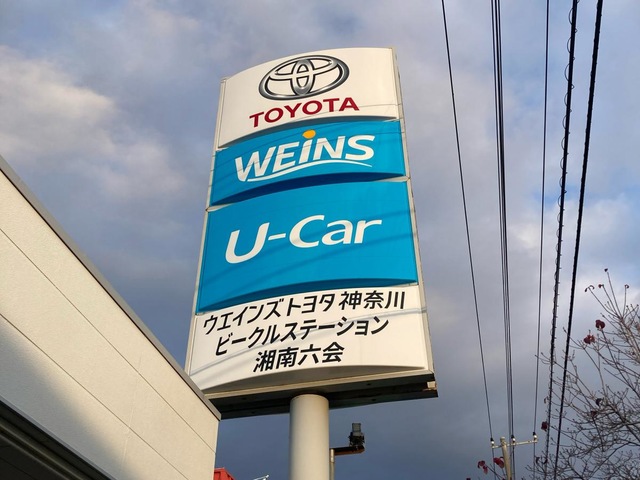 TOYOTA
WEiNS
U-Car
ウエインズトヨタ神奈川
ビークルステーション
湘南六会